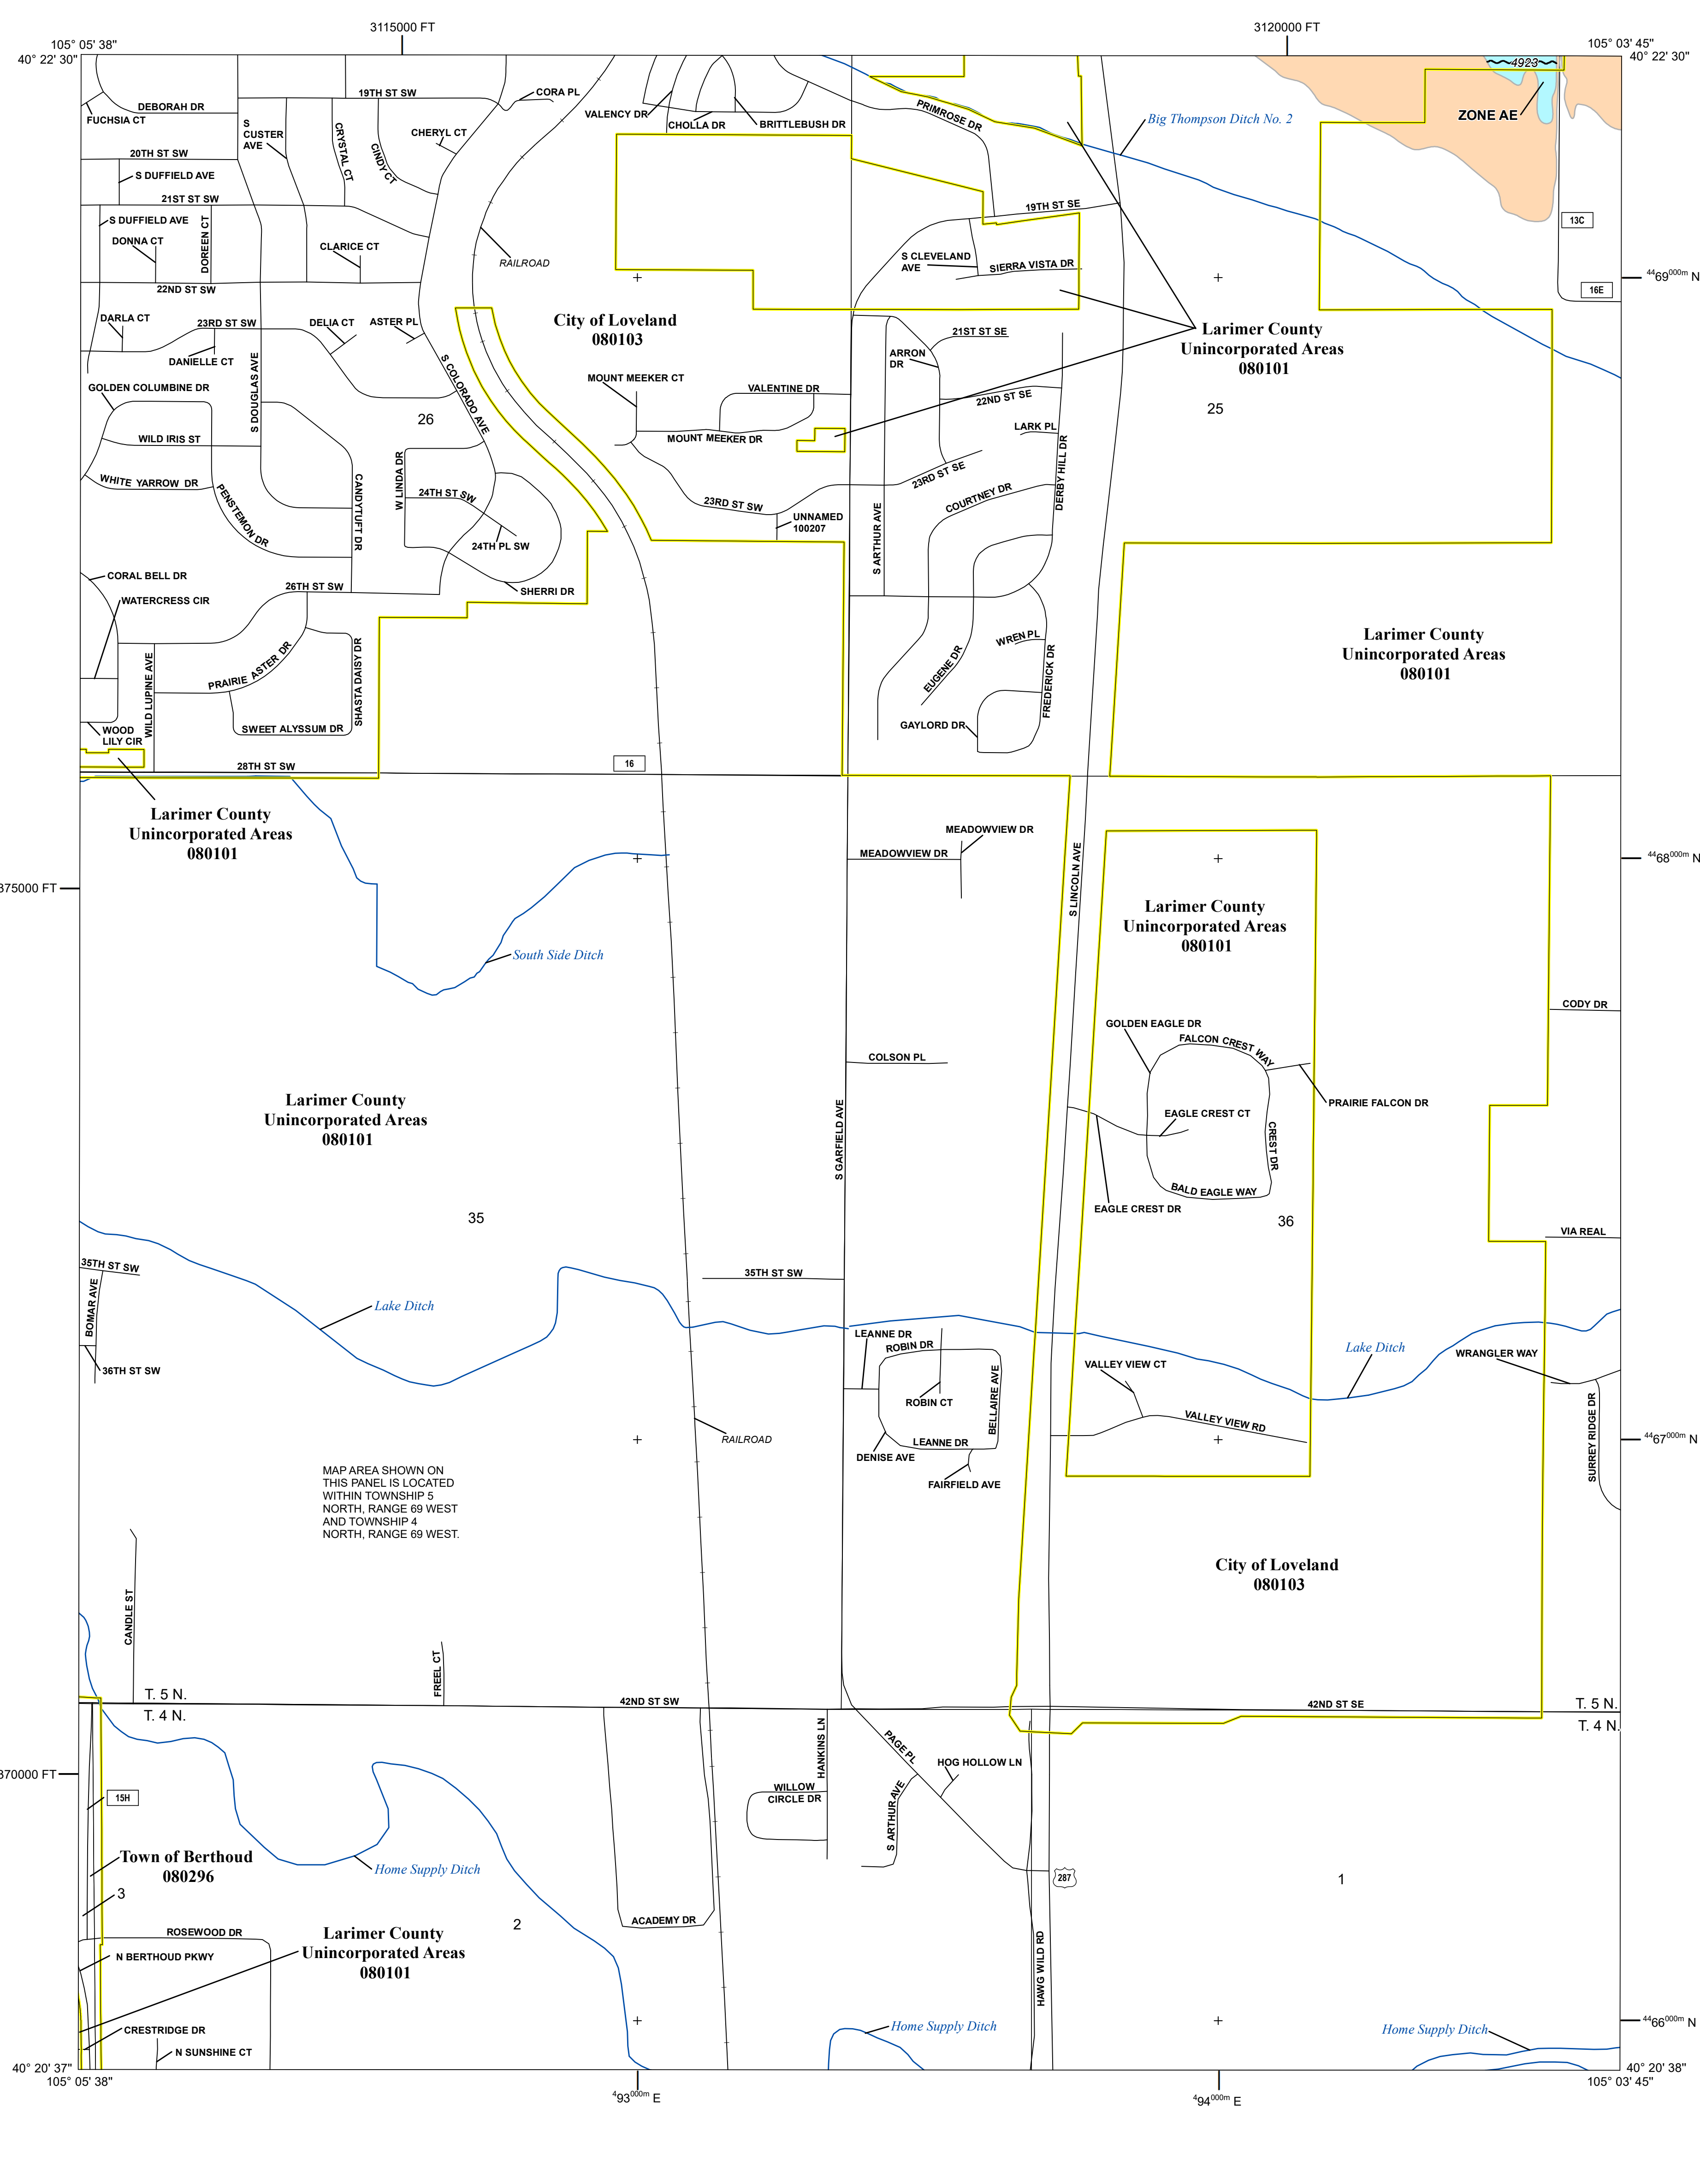 3115000 FT
3120000 FT
105° 05' 38"
105° 03' 45"
40° 22' 30"
40° 22' 30"
4923
ZONE AE
19TH ST SW
CORA PL
DEBORAH DR
FUCHSIA CT
S
CUSTER
AVE
CRYSTAL CT
CINDY CT
CHERYL CT
VALENCY DR
CHOLLA DR
BRITTLEBUSH DR
PRIMROSE DR
Big Thompson Ditch No. 2
20TH ST SW
S DUFFIELD AVE
21ST ST SW
S DUFFIELD AVE
DONNA CT
DOREEN CT
CLARICE CT
RAILROAD
19TH ST SE
S CLEVELAND
AVE
SIERRA VISTA DR
13C
16E
4469000m N
22ND ST SW
DARLA CT
23RD ST SW
DELIA CT
ASTER PL
DANIELLE CT
City of Loveland
080103
Larimer County
Unincorporated Areas
080101
21ST ST SE
ARRON
DR
S DOUGLAS AVE
S COLORADO AVE
GOLDEN COLUMBINE DR
MOUNT MEEKER CT
VALENTINE DR
22ND ST SE
26
25
WILD IRIS ST
MOUNT MEEKER DR
LARK PL
DERBY HILL DR
WHITE YARROW DR
PENSTEMON DR
CANDYTUFT DR
W LINDA DR
24TH ST SW
24TH PL SW
23RD ST SW
23RD ST SE
COURTNEY DR
UNNAMED
100207
S ARTHUR AVE
CORAL BELL DR
26TH ST SW
SHERRI DR
WATERCRESS CIR
WILD LUPINE AVE
PRAIRIE ASTER DR
SHASTA DAISY DR
SWEET ALYSSUM DR
WOOD
LILY CIR
WREN PL
EUGENE DR
FREDERICK DR
GAYLORD DR
Larimer County
Unincorporated Areas
080101
28TH ST SW
16
Larimer County
Unincorporated Areas
080101
MEADOWVIEW DR
MEADOWVIEW DR
S LINCOLN AVE
4468000m N
375000 FT
Larimer County
Unincorporated Areas
080101
South Side Ditch
CODY DR
GOLDEN EAGLE DR
FALCON CREST WAY
COLSON PL
PRAIRIE FALCON DR
EAGLE CREST CT
CREST DR
Larimer County
Unincorporated Areas
080101
S GARFIELD AVE
BALD EAGLE WAY
EAGLE CREST DR
35
36
VIA REAL
35TH ST SW
BOMAR AVE
36TH ST SW
Lake Ditch
35TH ST SW
LEANNE DR
ROBIN DR
ROBIN CT
BELLAIRE AVE
LEANNE DR
DENISE AVE
FAIRFIELD AVE
VALLEY VIEW CT
VALLEY VIEW RD
Lake Ditch
WRANGLER WAY
SURREY RIDGE DR
RAILROAD
4467000m N
MAP AREA SHOWN ON
THIS PANEL IS LOCATED
WITHIN TOWNSHIP 5
NORTH, RANGE 69 WEST
AND TOWNSHIP 4
NORTH, RANGE 69 WEST.
City of Loveland
080103
CANDLE ST
FREEL CT
T. 5 N.
T. 4 N.
42ND ST SW
42ND ST SE
T. 5 N.
T. 4 N.
370000 FT
15H
HANKINS LN
PAGE PL
HOG HOLLOW LN
WILLOW
CIRCLE DR
S ARTHUR AVE
Town of Berthoud
080296
3
Home Supply Ditch
287
1
2
ACADEMY DR
ROSEWOOD DR
N BERTHOUD PKWY
Larimer County
Unincorporated Areas
080101
HAWG WILD RD
CRESTRIDGE DR
N SUNSHINE CT
Home Supply Ditch
Home Supply Ditch
4466000m N
40° 20' 37"
105° 05' 38"
40° 20' 38"
105° 03' 45"
493000m E
494000m E